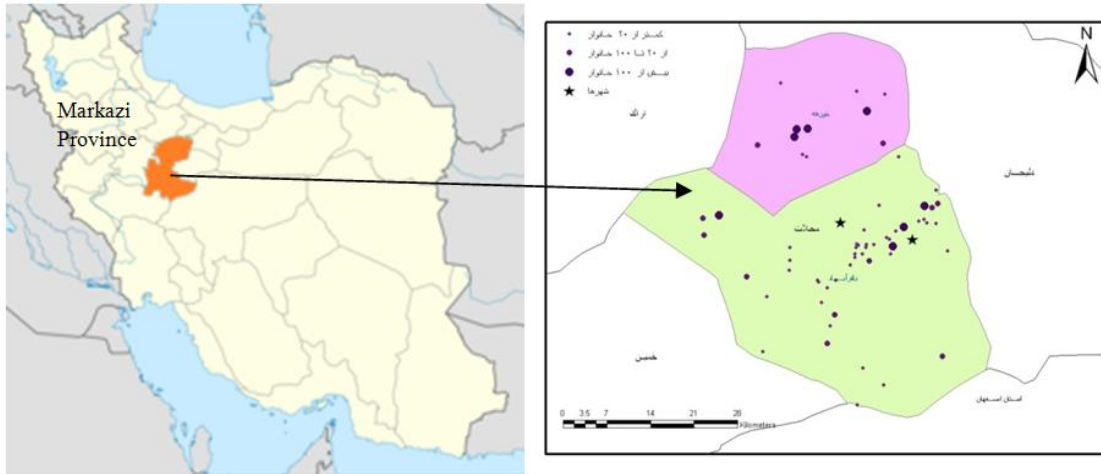 Markazi
Province
کمتر از ۲۰ خانوار
از ۲۰ تا ۱۰۰ خانوار
بیش از ۱۰۰ خانوار
شهرها
N
اراک
دلیجان
محلات
خمین
استان اصفهان
0 3.5 7 14 21 28
Kilometers